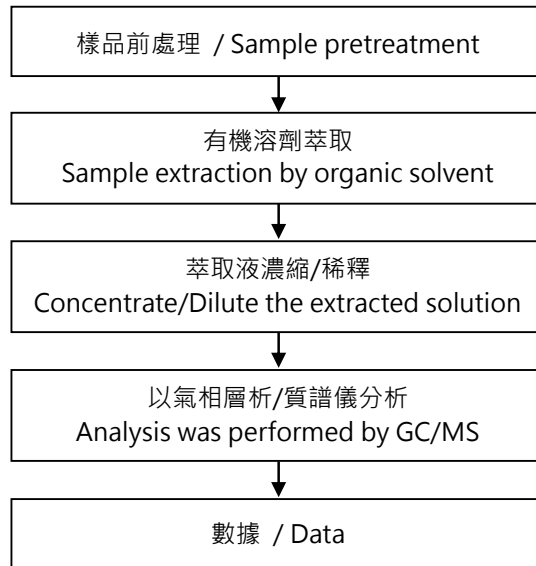 樣品前處理 / Sample pretreatment
有機溶劑萃取
Sample extraction by organic solvent
萃取液濃縮/稀釋
Concentrate/Dilute the extracted solution
以氣相層析/質譜儀分析
Analysis was performed by GC/MS
數據 / Data